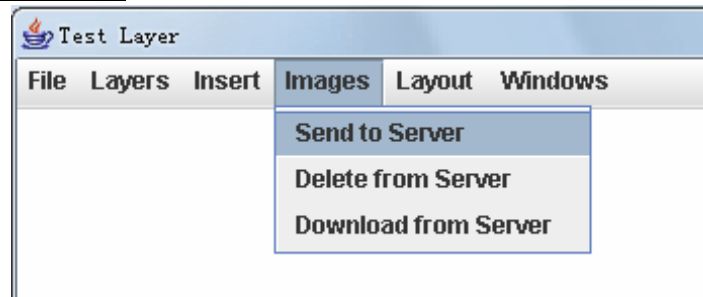 Test Layer
File Layers Insert Images Layout Windows
Send to Server
Delete from Server
Download from Server